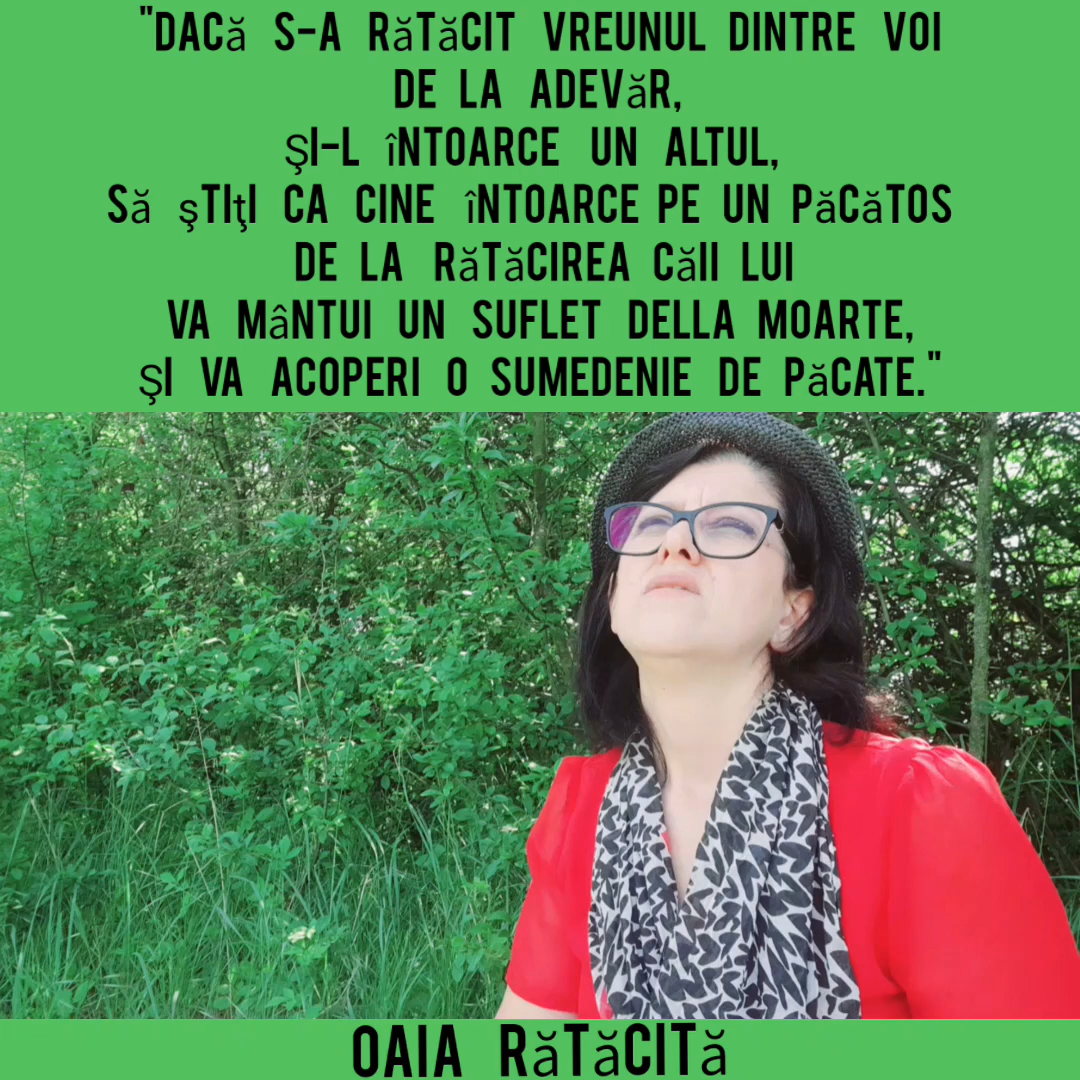 "DACă S-A RăTăCIT VREUNUL DINTRE VOI
DE LA ADEVăR,
ŞI-L îNTOARCE UN ALTUL,
Să şTIţI CA CINE îNTOARCE PE UN PăCăTOS
DE LA RăTăCIREA CăII LUI
VA MâNTUI UN SUFLET DELLA MOARTE,
ŞI VA ACOPERI O SUMEDENIE DE PăCATE."
OAIA RăTăCITă